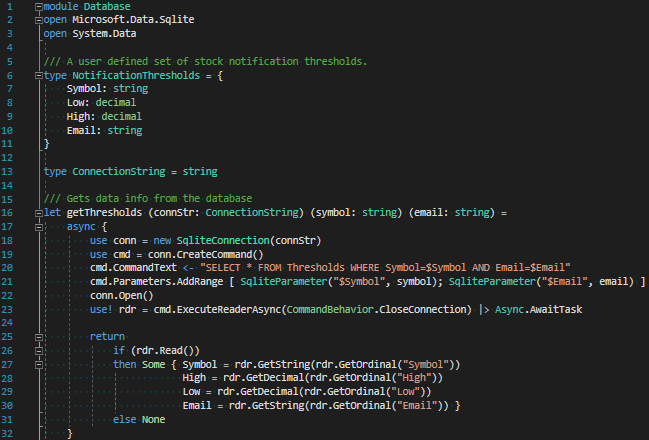 1 module Database
2 open Microsoft.Data.Sqlite
3 open System.Data
4
5 /// A user defined set of stock notification thresholds.
6 type NotificationThresholds = {
7 Symbol: string
8 Low: decimal
9 High: decimal
10 Email: string
11 }
12
13 type ConnectionString = string
14
15 /// Gets data info from the database
16 let getThresholds (connStr: ConnectionString) (symbol: string) (email: string) =
17 async {
18 use conn = new SqliteConnection(connStr)
19 use cmd = conn.CreateCommand()
20 cmd.CommandText <- "SELECT * FROM Thresholds WHERE Symbol=$Symbol AND Email=$Email"
21 cmd.Parameters.AddRange [ SqliteParameter("$Symbol", symbol); SqliteParameter("$Email", email) ]
22 conn.Open()
23 use! rdr = cmd.ExecuteReaderAsync(CommandBehavior.CloseConnection) |> Async.AwaitTask
24
25 return
26 if (rdr.Read())
27 then Some { Symbol = rdr.GetString(rdr.GetOrdinal("Symbol"))
28 High = rdr.GetDecimal(rdr.GetOrdinal("High"))
29 Low = rdr.GetDecimal(rdr.GetOrdinal("Low"))
30 Email = rdr.GetString(rdr.GetOrdinal("Email")) }
31 else None
32 }